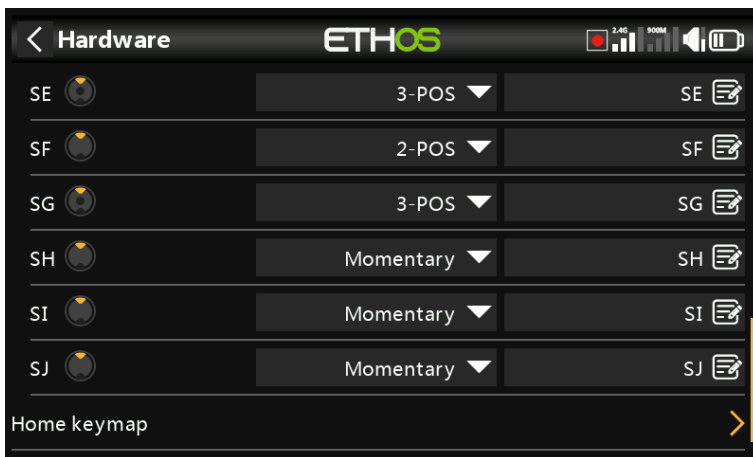 Hardware ETHOS 2.4G 900M
SE 3-POS SE
SF 2-POS SF
SG 3-POS SG
SH Momentary SH
SI Momentary SI
SJ Momentary SJ
Home keymap